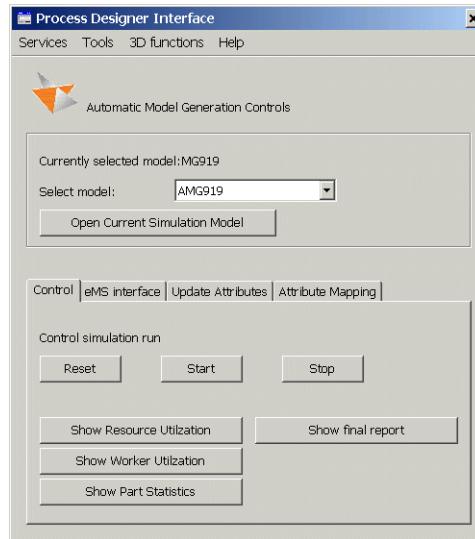 Process Designer Interface
Services Tools 3D functions Help
Automatic Model Generation Controls
Currently selected model:MG919
Select model: AMG919
Open Current Simulation Model
Control eMS interface Update Attributes Attribute Mapping
Control simulation run
Reset Start Stop
Show Resource Utilzation Show final report
Show Worker Utilzation
Show Part Statistics